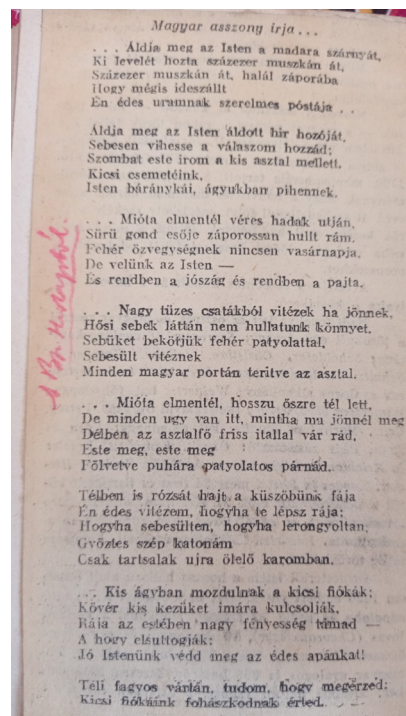 Magyar asszony irja...
. . . Áldja meg az Isten a madara szárnyát,
Ki levelét hozta százezer muszkán át,
Százezer muszkán át, halál záporába
Hogy mégis ideszállt
Én édes uramnak szerelmes póstája . .
Áldja meg az Isten áldott hir hozóját,
Sebesen vihesse a válaszom hozzád;
Szombat este irom a kis asztal mellett.
Kicsi csemetéink,
Isten báránykái, ágyukban pihennek.
. . . Mióta elmentél véres hadak utján,
Sürü gond esője záporossan hullt rám.
Fehér özvegységnek nincsen vasárnapja,
De velünk az Isten —
És rendben a jószág és rendben a pajta.
. . . Nagy tüzes csatákból vitézek ha jönnek,
Hősi sebek láttán nem hullatunk könnyet.
Sebüket bekötjük fehér patyolattal,
Sebesült vitéznek
Minden magyar portán teritve az asztal.
. . . Mióta elmentél, hosszu őszre tél lett,
De minden ugy van itt, mintha ma jönnél meg
Délben az asztalfő friss itallal vár rád,
Este meg, este meg
Fölvetve puhára patyolatos párnád.
Télben is rózsát hajt a küszöbünk fája
Én édes vitézem, hogyha te lépsz rája;
Hogyha sebesülten, hogyha lerongyoltan,
Győztes szép katonám
Csak tartsalak ujra ölelő karomban.
. . . Kis ágyban mozdulnak a kicsi fiókák;
Kövér kis kezüket imára kulcsolják,
Rája az estében nagy fényesség támad —
A hogy elsuttogják:
Jó Istenünk védd meg az édes apánkat!
Téli fagyos vártán, tudom, hogy megérzed:
Kicsi fiókáink fohászkodnak érted.